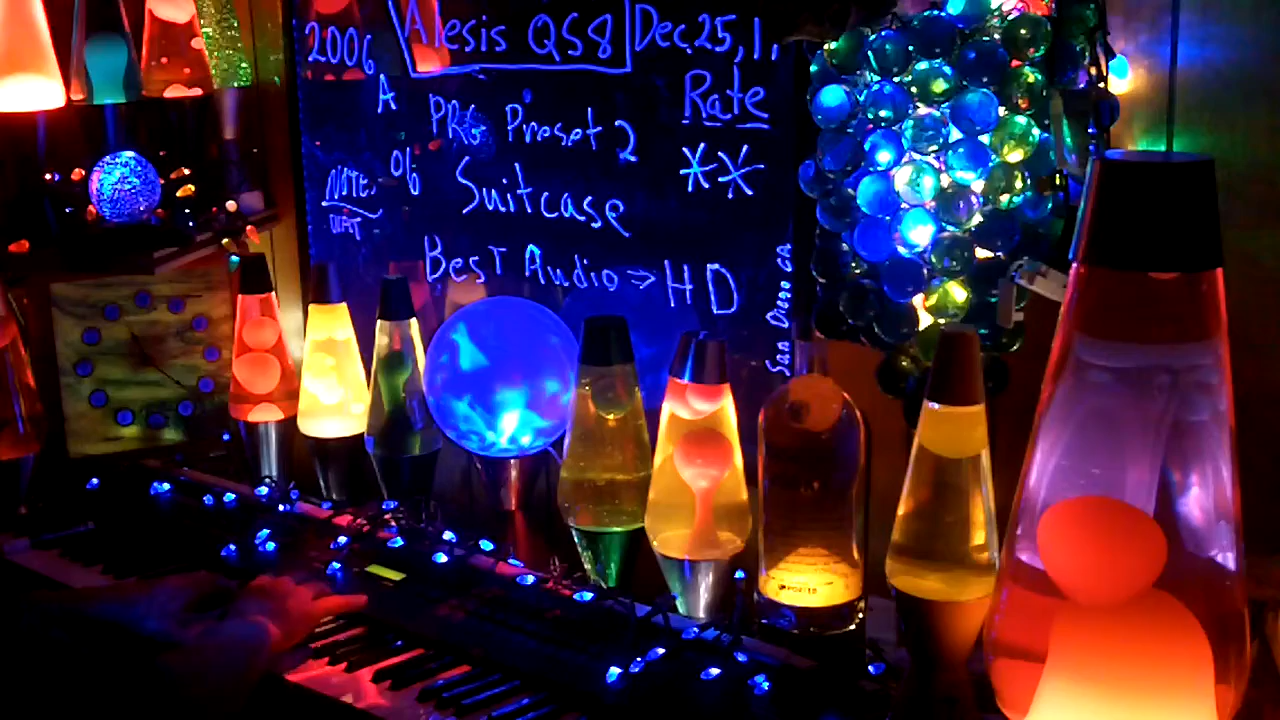 2006 Alesis QS8 Dec. 25, 1,
A PRG Preset 2 Rate
06 Suitcase **
NOTE,
Best Audio → HD
San Diego CA